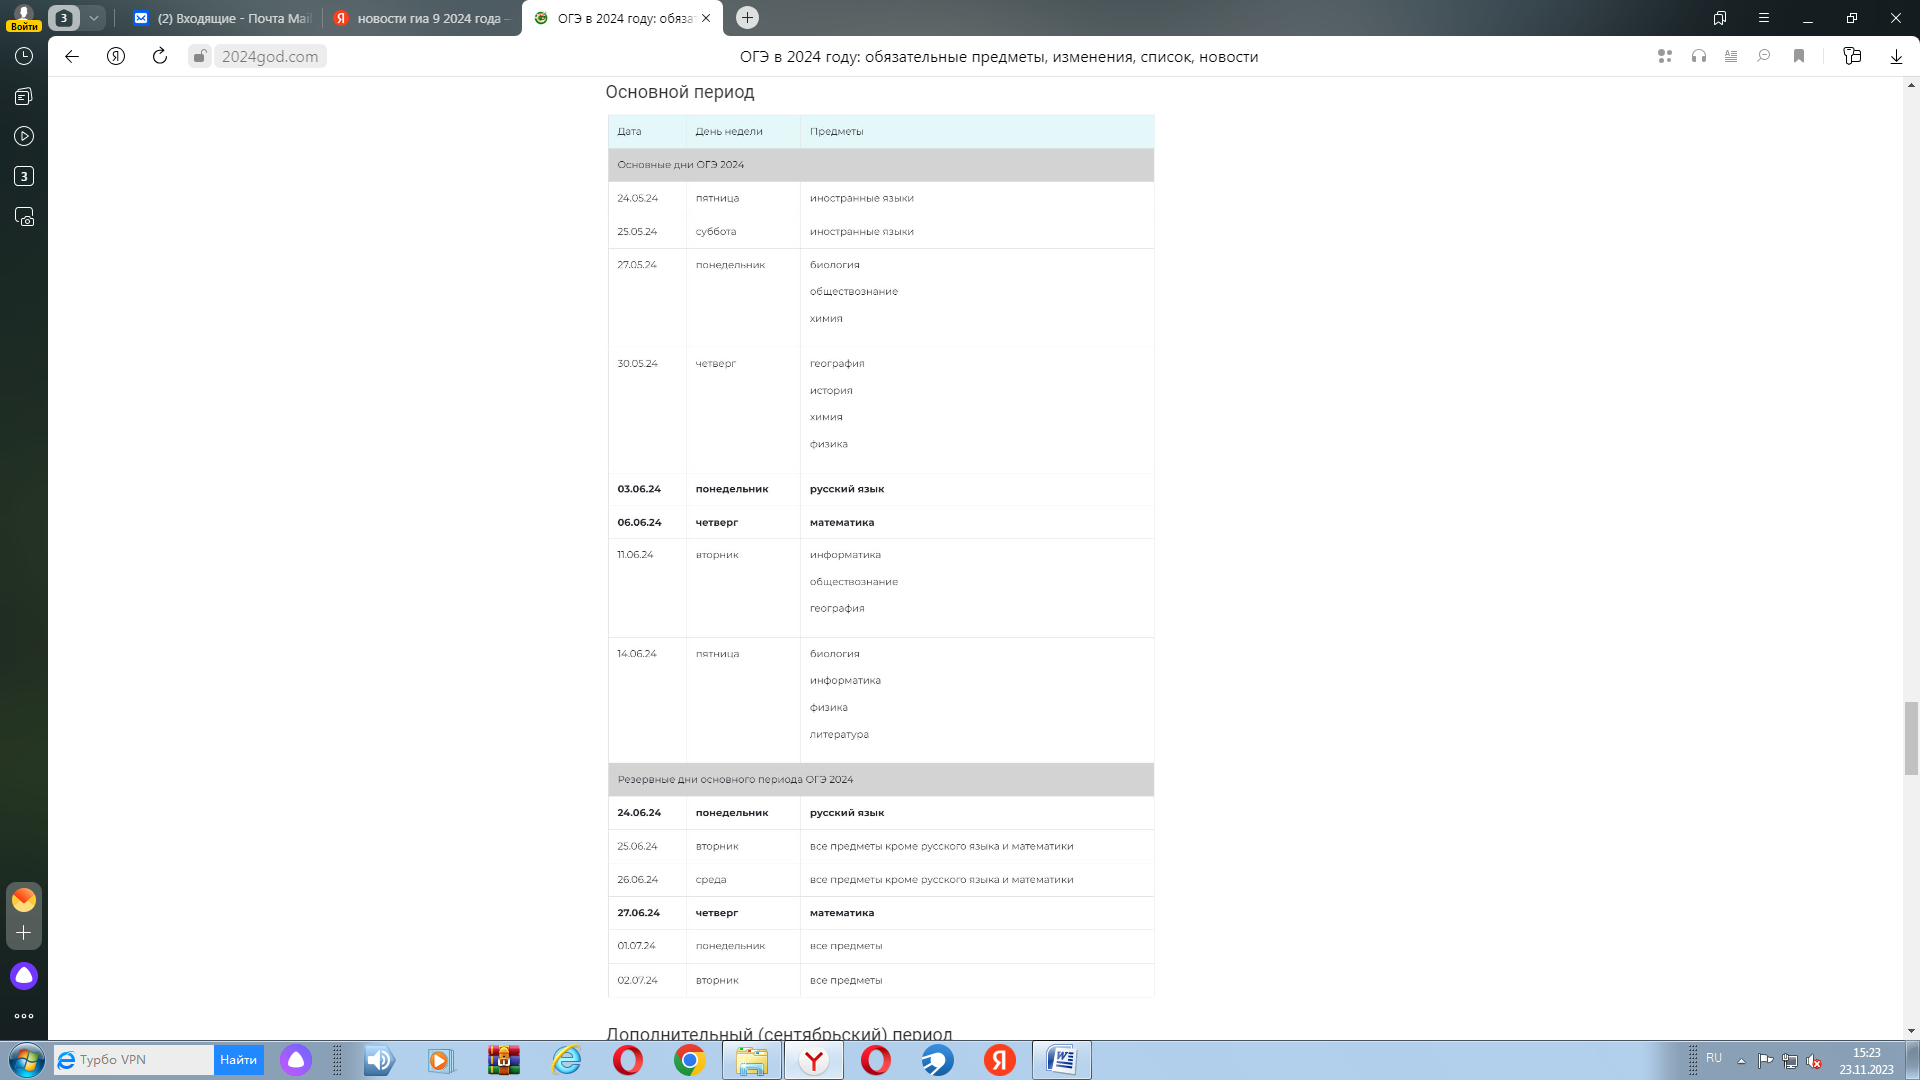 Войти
3
(2) Входящие - Почта Mai
новости гиа 9 2024 года –
ОГЭ в 2024 году: обяза
2024god.com
ОГЭ в 2024 году: обязательные предметы, изменения, список, новости
3
Основной период
Дата День недели Предметы
Основные дни ОГЭ 2024
24.05.24 пятница иностранные языки
25.05.24 суббота иностранные языки
27.05.24 понедельник биология
обществознание
химия
30.05.24 четверг география
история
химия
физика
03.06.24 понедельник русский язык
06.06.24 четверг математика
11.06.24 вторник информатика
обществознание
география
14.06.24 пятница биология
информатика
физика
литература
Резервные дни основного периода ОГЭ 2024
24.06.24 понедельник русский язык
25.06.24 вторник все предметы кроме русского языка и математики
26.06.24 среда все предметы кроме русского языка и математики
27.06.24 четверг математика
01.07.24 понедельник все предметы
02.07.24 вторник все предметы
Дополнительный (сентябрьский) период
Турбо VPN Найти
RU
15:23
23.11.2023